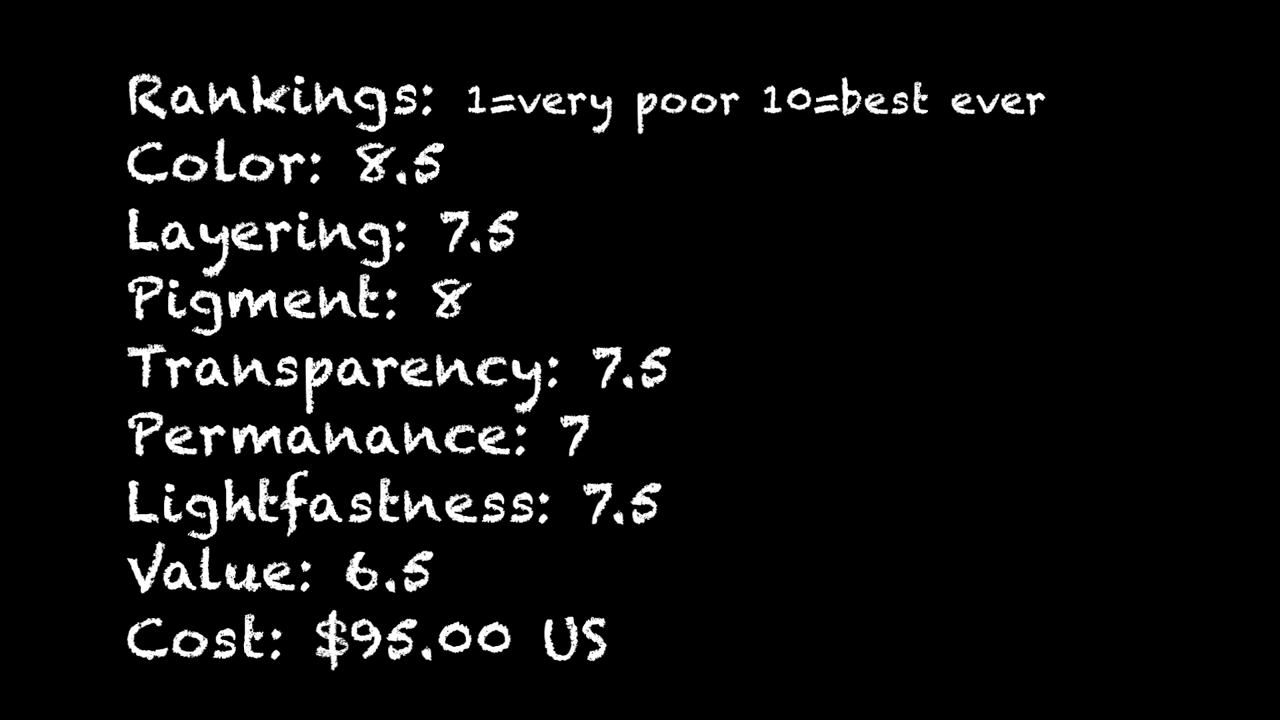 Rankings: 1=very poor 10=best ever
Color: 8.5
Layering: 7.5
Pigment: 8
Transparency: 7.5
Permanance: 7
Lightfastness: 7.5
Value: 6.5
Cost: $95.00 US